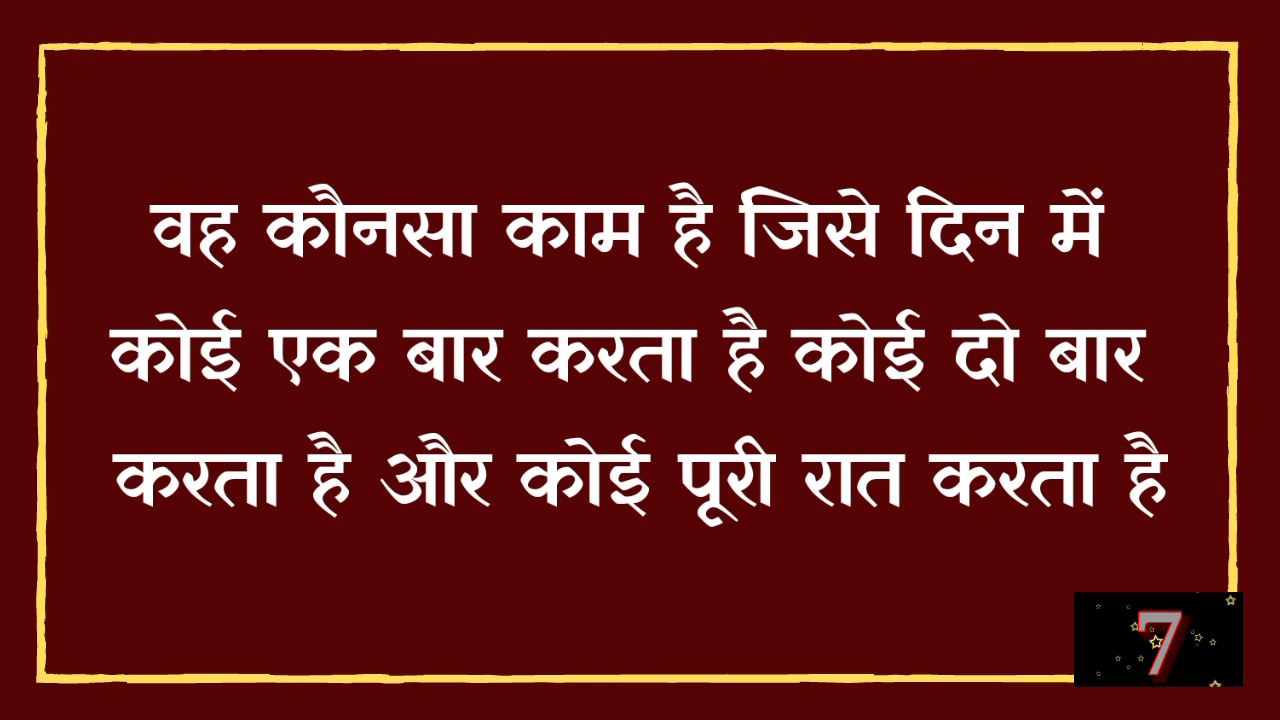 वह कौनसा काम है जिसे दिन में
कोई एक बार करता है कोई दो बार
करता है और कोई पूरी रात करता है
7